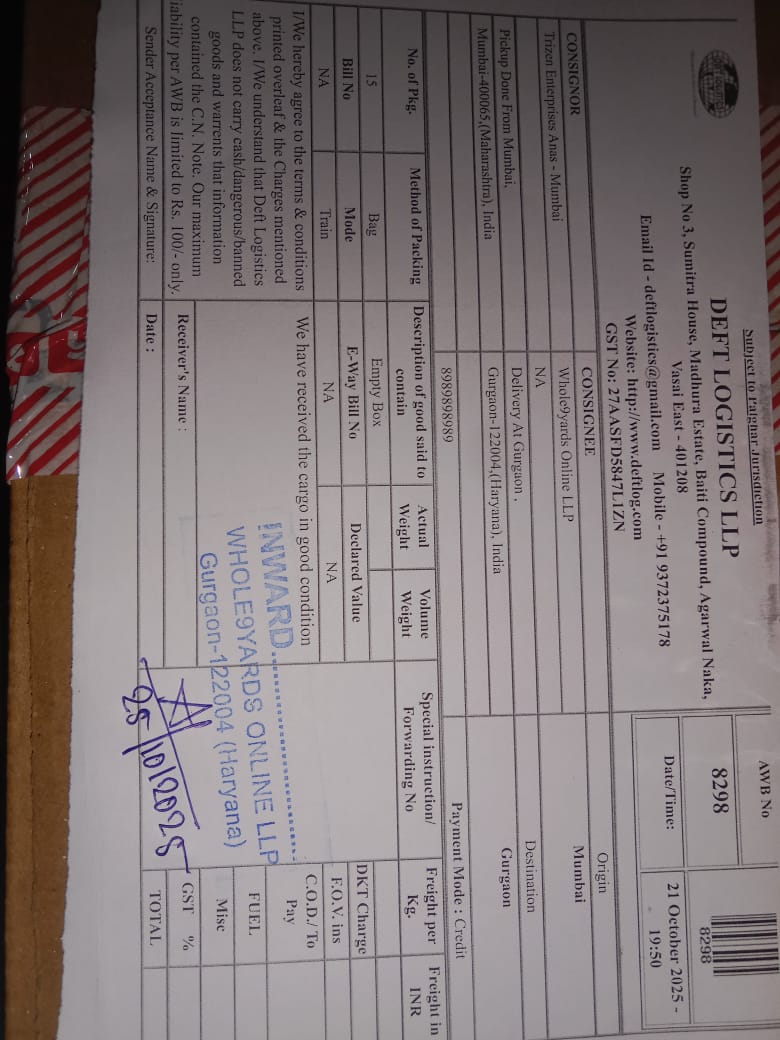 Subject to Palghar Jurisdiction
DEFT LOGISTICS LLP
Shop No 3, Sumitra House, Madhura Estate, Baiti Compound, Agarwal Naka,
Vasai East - 401208
Email Id - deftlogistics@gmail.com Mobile - +91 9372375178
Website: http://www.deftlog.com
GST No: 27AASFD5847L1ZN
AWB No
8298
8298
Date/Time:
21 October 2025 -
19:50
CONSIGNOR
CONSIGNEE
Origin
Trizen Enterprises Anas - Mumbai
Whole9yards Online LLP
Mumbai
NA
Destination
Pickup Done From Mumbai,
Delivery At Gurgaon ,
Gurgaon
Mumbai-400065,(Maharashtra), India
Gurgaon-122004,(Haryana), India
8989898989
Payment Mode : Credit
No. of Pkg.
Method of Packing
Description of good said to
contain
Actual
Weight
Volume
Weight
Special instruction/
Forwarding No
Freight per
Kg.
Freight in
INR
15
Bag
Empty Box
DKT Charge
Bill No
Mode
E-Way Bill No
Declared Value
F.O.V. ins
NA
Train
NA
NA
C.O.D./ To
Pay
I/We hereby agree to the terms & conditions
printed overleaf & the Charges mentioned
above. I/We understand that Deft Logistics
LLP does not carry cash/dangerous/banned
goods and warrents that information
contained the C.N. Note. Our maximum
iability per AWB is limited to Rs. 100/- only.
We have received the cargo in good condition
INWARD
WHOLE9YARDS ONLINE LLP
Gurgaon-122004 (Haryana)
FUEL
Misc
Receiver's Name :
GST %
Sender Acceptance Name & Signature:
Date :
25/10/2025
TOTAL